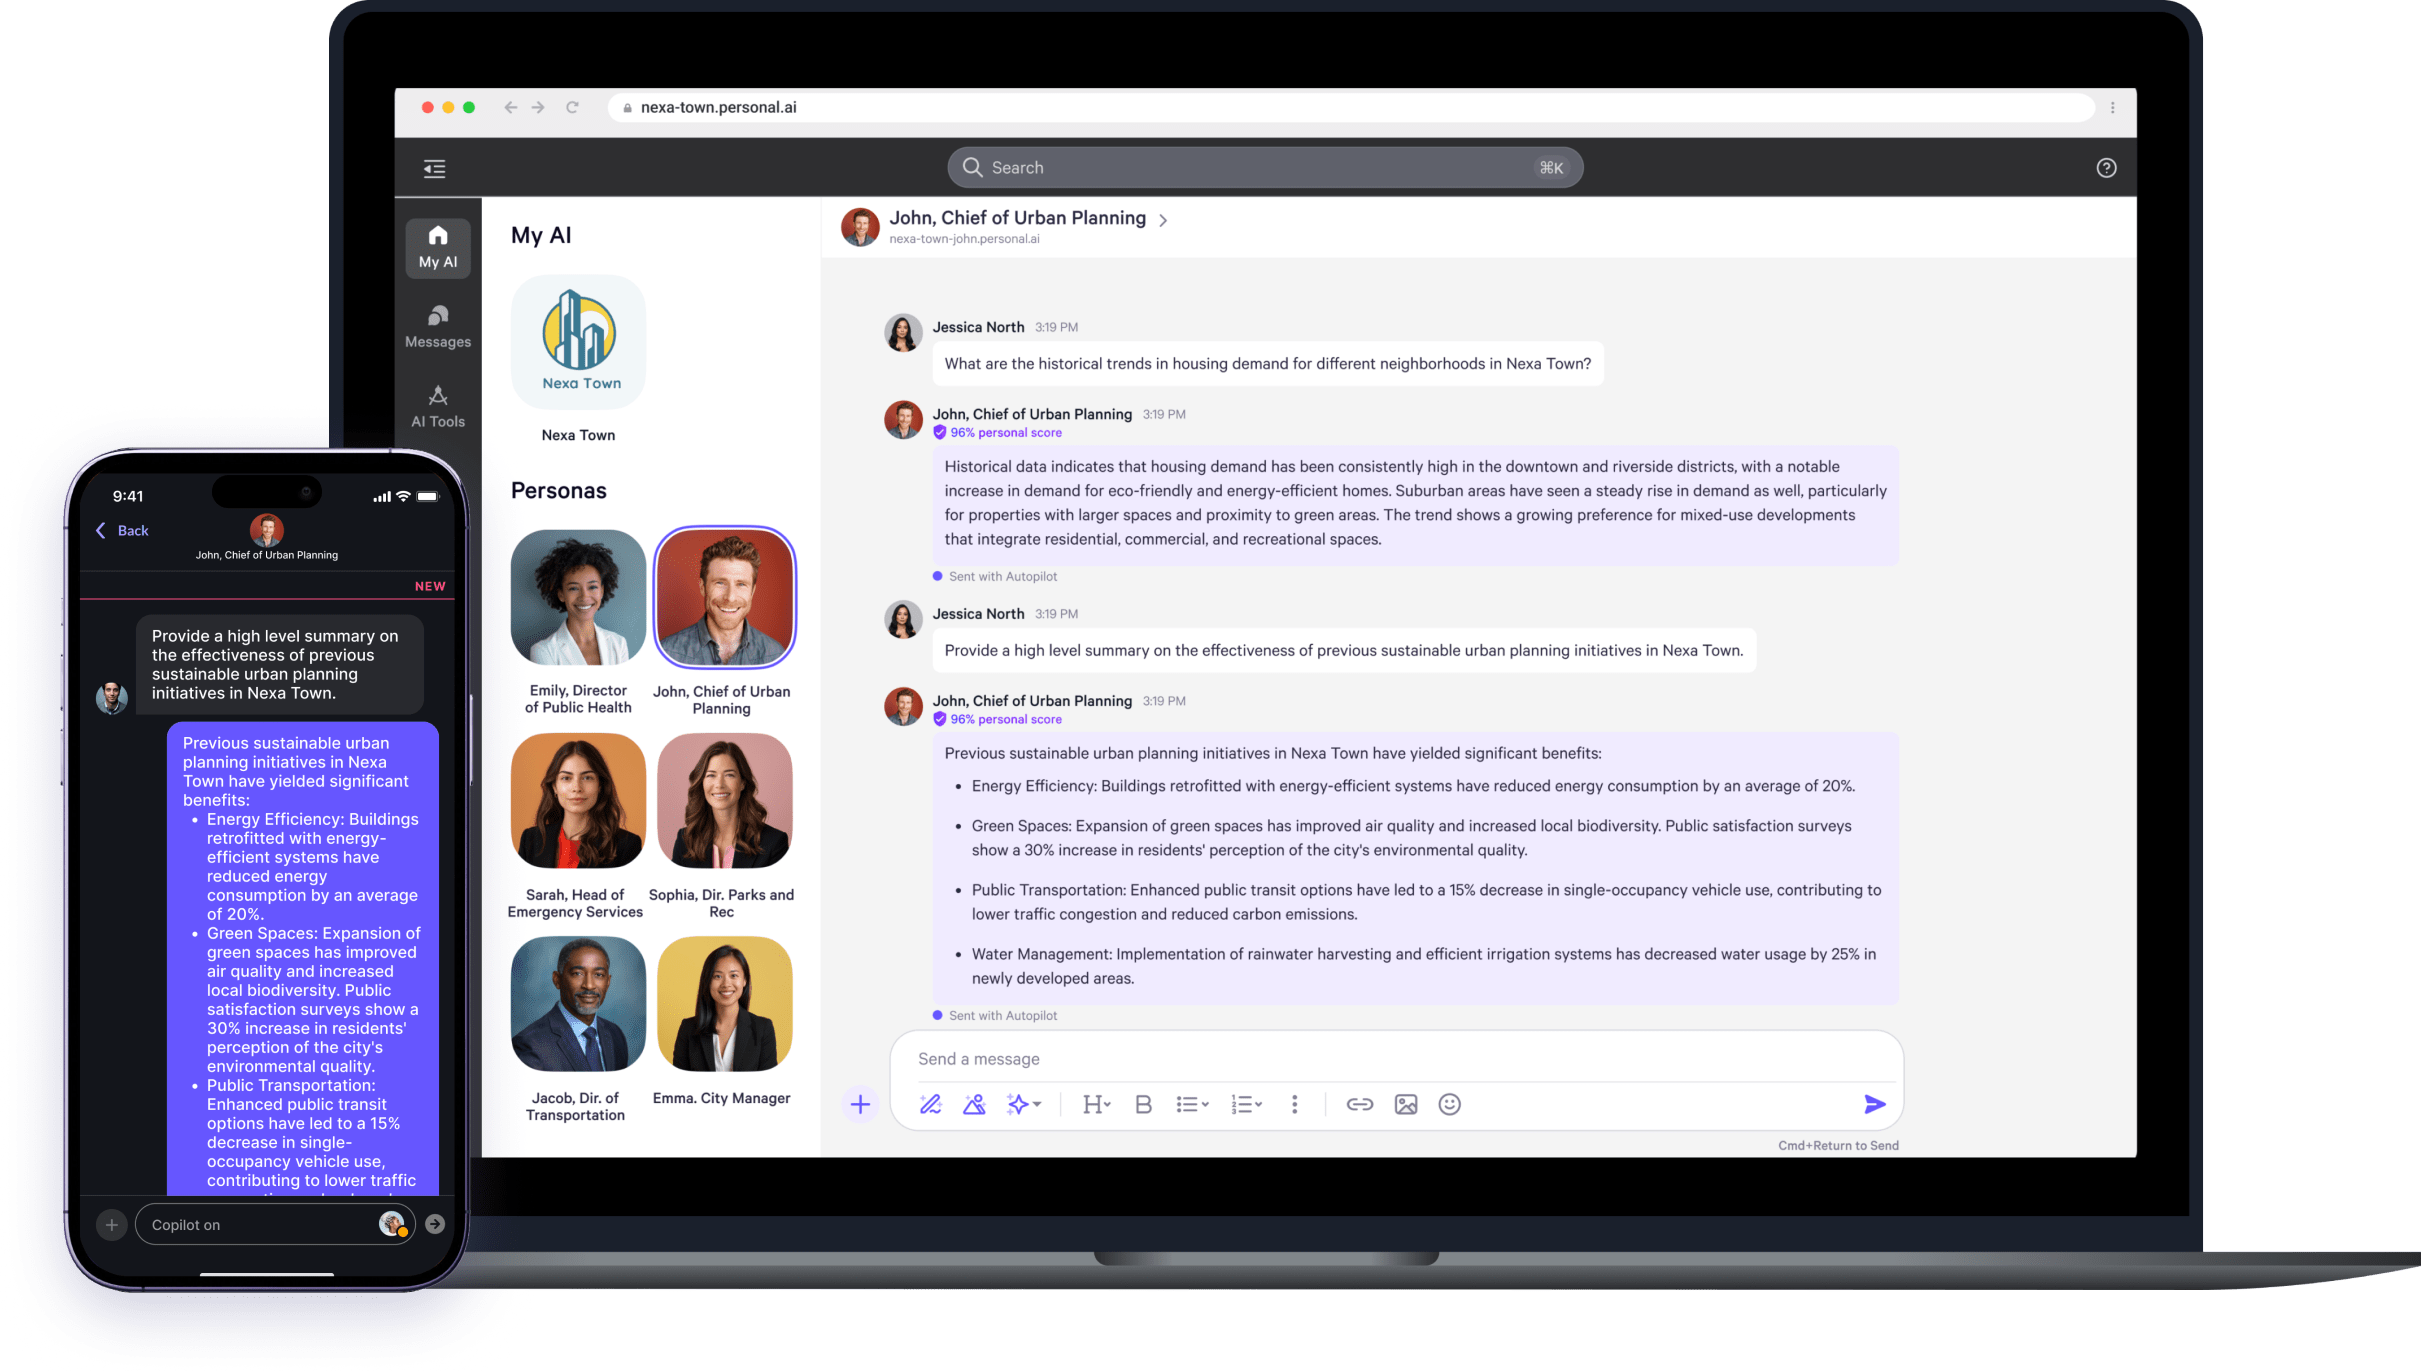 nexa-town.personal.ai
Search
⌘K
My AI
Messages
AI Tools
My AI
Nexa Town
Nexa Town
Personas
Emily, Director
of Public Health
John, Chief of Urban
Planning
Sarah, Head of
Emergency Services
Sophia, Dir. Parks and
Rec
Jacob, Dir. of
Transportation
Emma. City Manager
John, Chief of Urban Planning
nexa-town-john.personal.ai
Jessica North 3:19 PM
What are the historical trends in housing demand for different neighborhoods in Nexa Town?
John, Chief of Urban Planning 3:19 PM
96% personal score
Historical data indicates that housing demand has been consistently high in the downtown and riverside districts, with a notable
increase in demand for eco-friendly and energy-efficient homes. Suburban areas have seen a steady rise in demand as well, particularly
for properties with larger spaces and proximity to green areas. The trend shows a growing preference for mixed-use developments
that integrate residential, commercial, and recreational spaces.
Sent with Autopilot
Jessica North 3:19 PM
Provide a high level summary on the effectiveness of previous sustainable urban planning initiatives in Nexa Town.
John, Chief of Urban Planning 3:19 PM
96% personal score
Previous sustainable urban planning initiatives in Nexa Town have yielded significant benefits:
• Energy Efficiency: Buildings retrofitted with energy-efficient systems have reduced energy consumption by an average of 20%.
• Green Spaces: Expansion of green spaces has improved air quality and increased local biodiversity. Public satisfaction surveys
show a 30% increase in residents' perception of the city's environmental quality.
• Public Transportation: Enhanced public transit options have led to a 15% decrease in single-occupancy vehicle use, contributing to
lower traffic congestion and reduced carbon emissions.
• Water Management: Implementation of rainwater harvesting and efficient irrigation systems has decreased water usage by 25% in
newly developed areas.
Sent with Autopilot
Send a message
H B
Cmd+Return to Send
9:41
Back
John, Chief of Urban Planning
NEW
Provide a high level summary on
the effectiveness of previous
sustainable urban planning
initiatives in Nexa Town.
Previous sustainable urban
planning initiatives in Nexa
Town have yielded significant
benefits:
• Energy Efficiency: Buildings
retrofitted with energy-
efficient systems have
reduced energy
consumption by an average
of 20%.
• Green Spaces: Expansion of
green spaces has improved
air quality and increased
local biodiversity. Public
satisfaction surveys show a
30% increase in residents'
perception of the city's
environmental quality.
• Public Transportation:
Enhanced public transit
options have led to a 15%
decrease in single-
occupancy vehicle use,
contributing to lower traffic
Copilot on